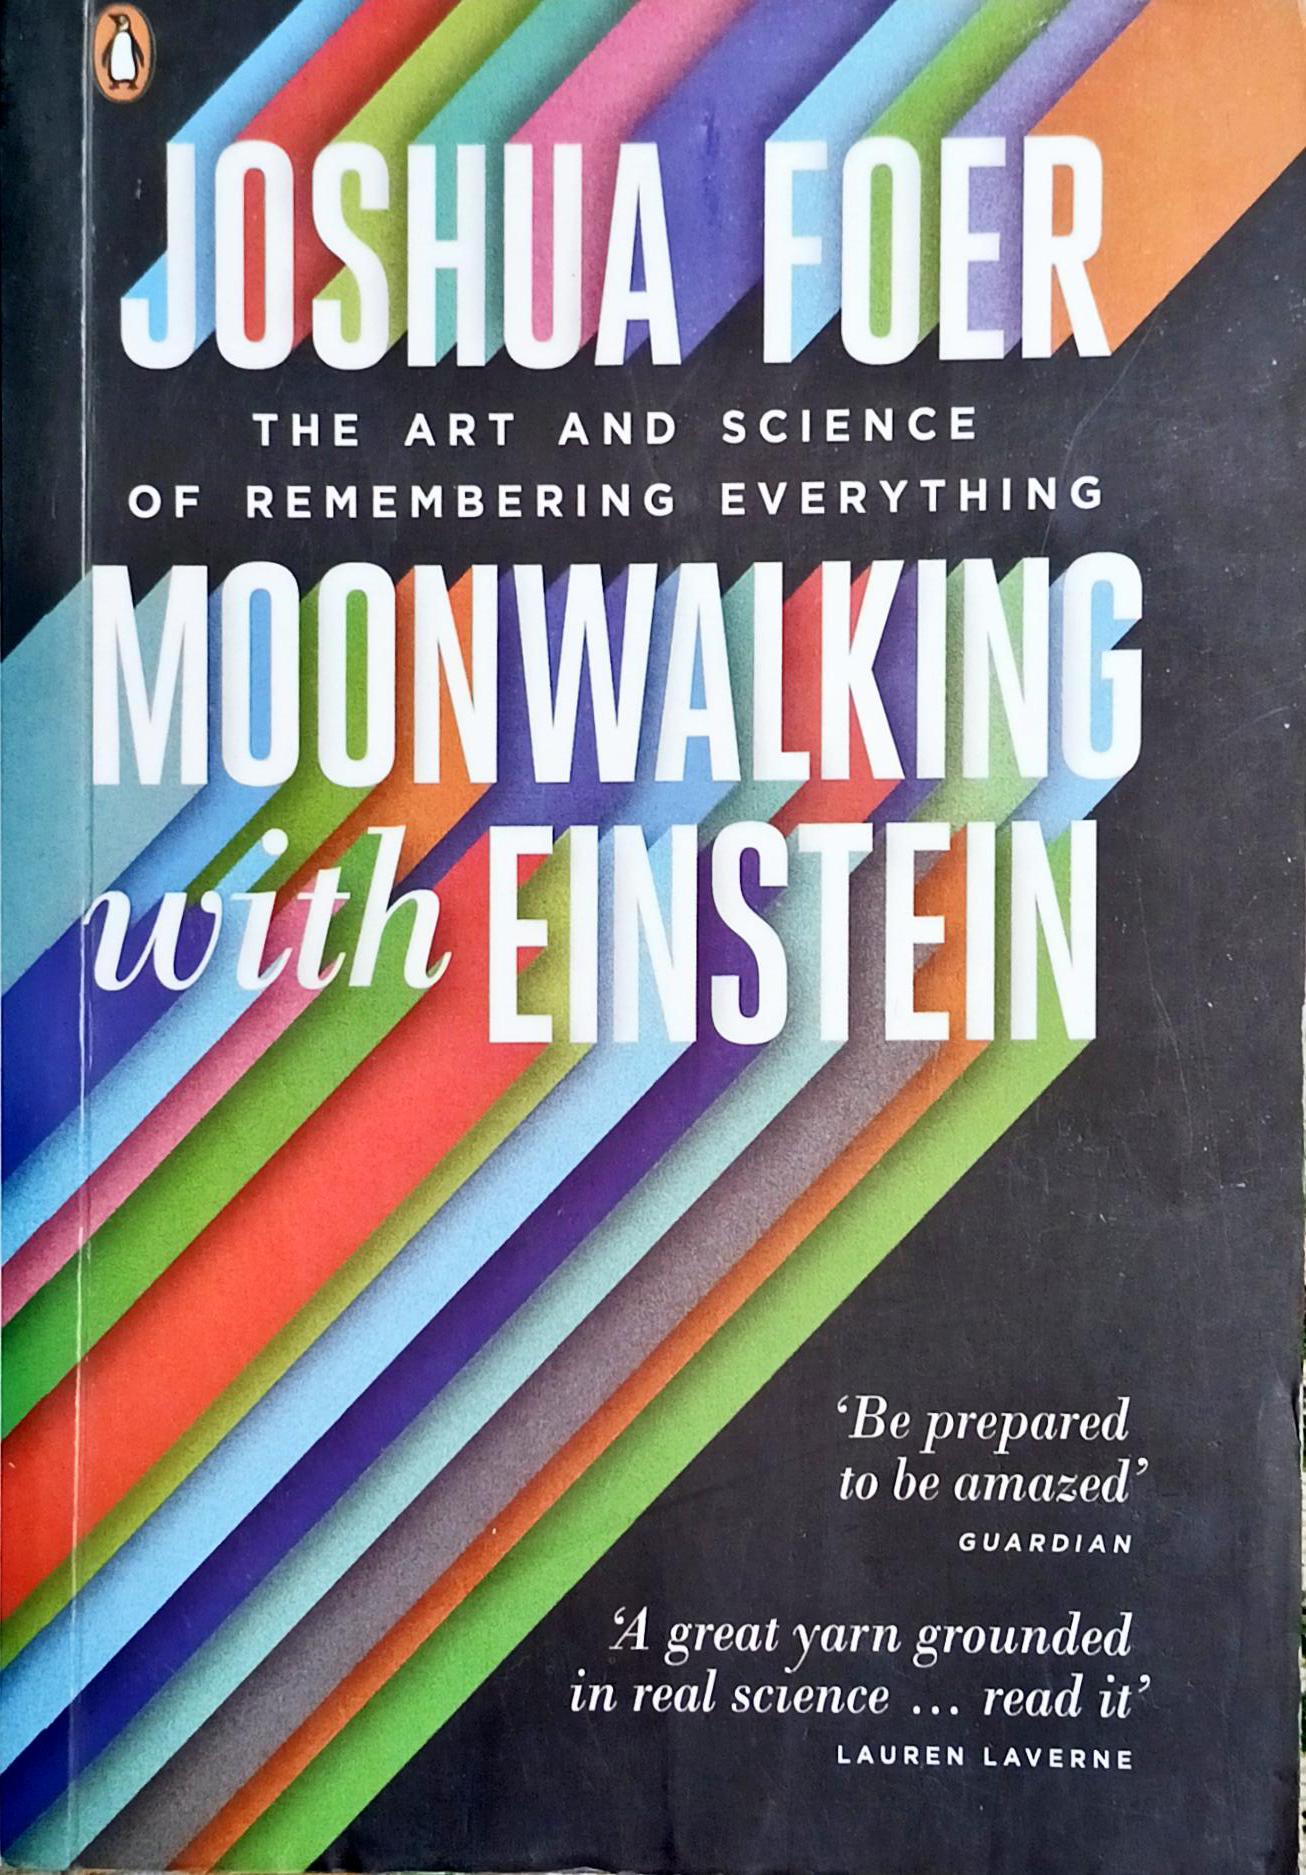 JOSHUA FOER
THE ART AND SCIENCE
OF REMEMBERING EVERYTHING
MOONWALKING
with EINSTEIN
‘Be prepared
to be amazed’
GUARDIAN
‘A great yarn grounded
in real science ... read it’
LAUREN LAVERNE